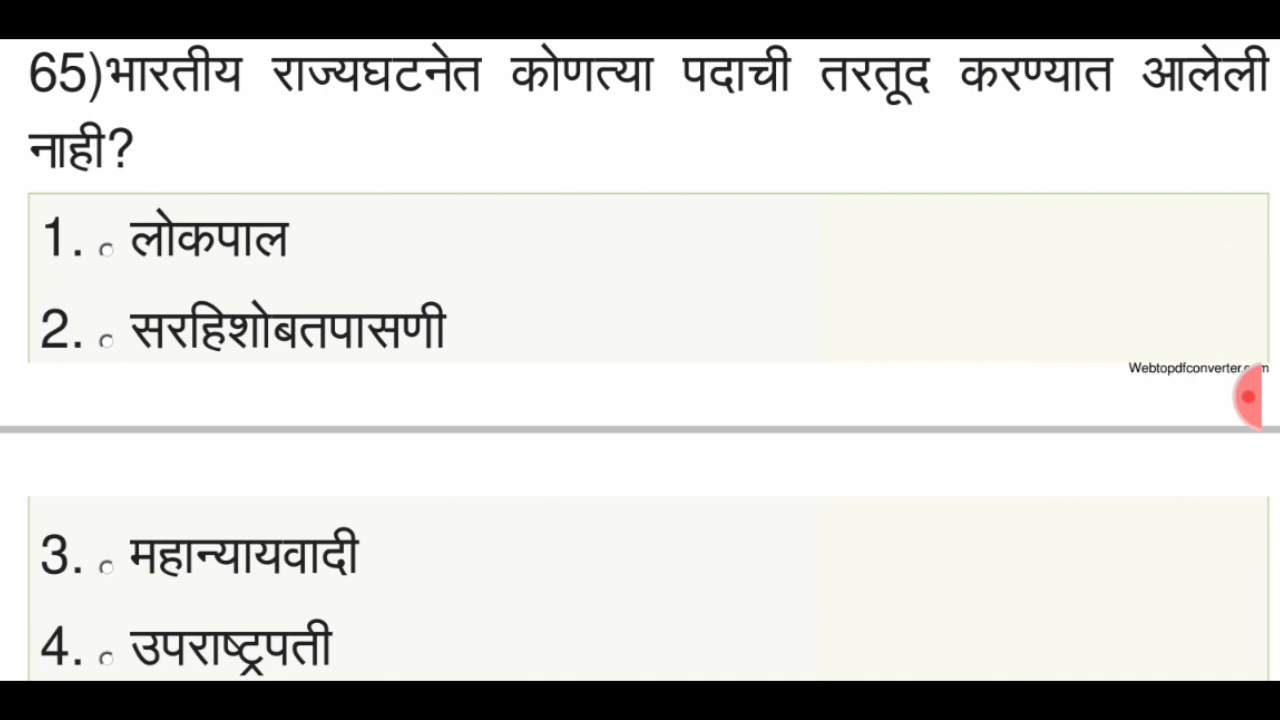 65)भारतीय राज्यघटनेत कोणत्या पदाची तरतूद करण्यात आलेली
नाही?
1. लोकपाल
2. सरहिशोबतपासणी
Webtopdfconverter.com
3. महान्यायवादी
4. उपराष्ट्रपती